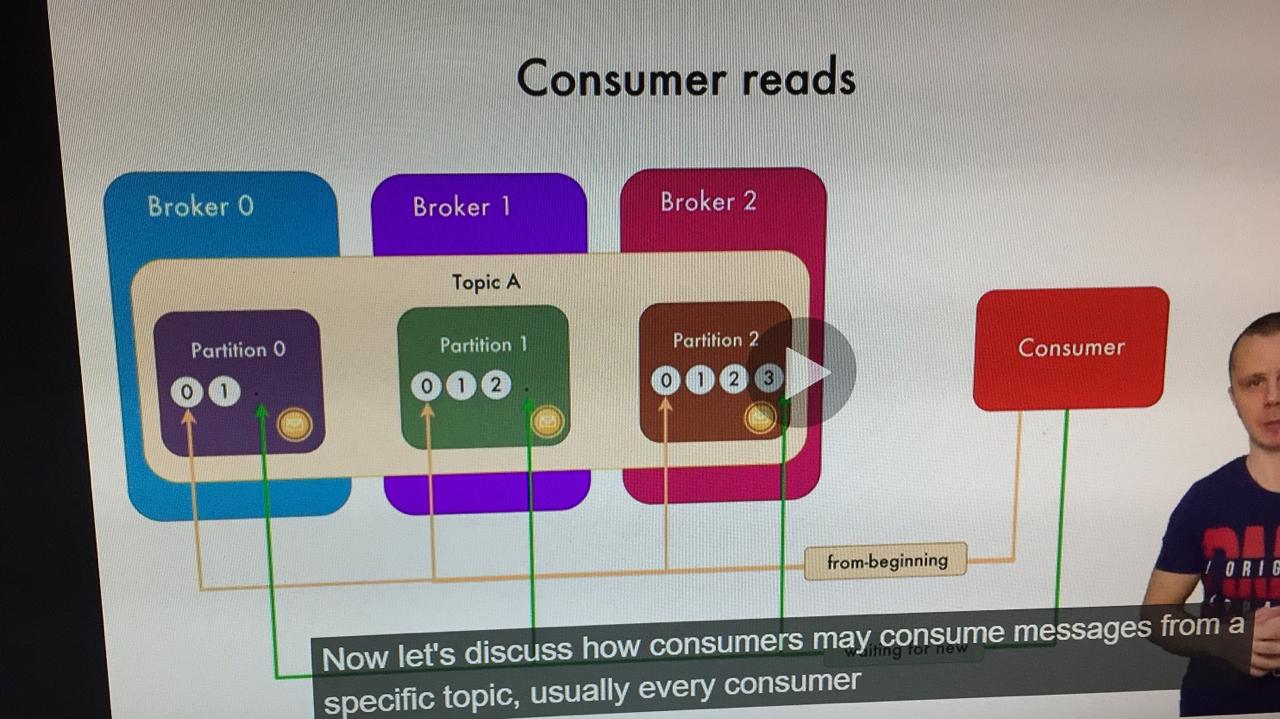 Consumer reads
Broker 0
Broker 1
Broker 2
Topic A
Partition 0
Partition 1
Partition 2
0 1
0 1 2
0 1 2 3
Consumer
from-beginning
waiting for new
ORIG
Now let's discuss how consumers may consume messages from a
specific topic, usually every consumer